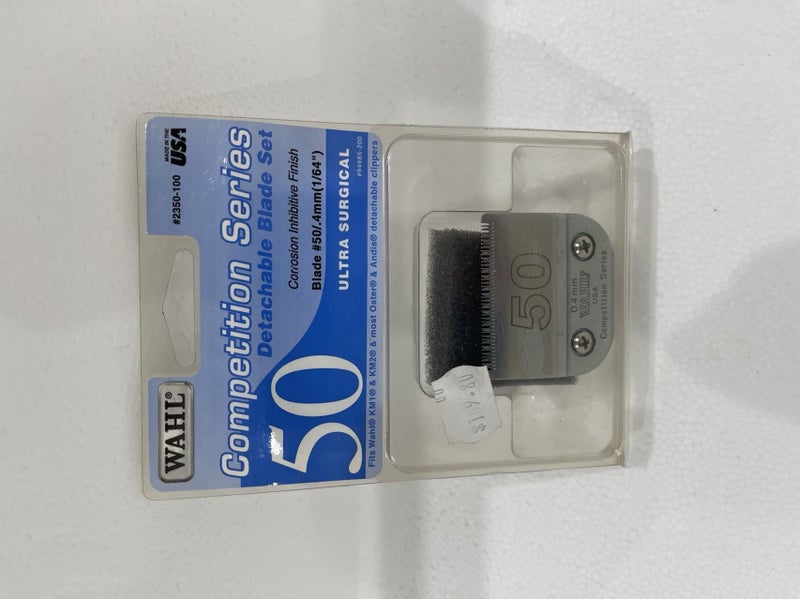 WAHL®
#2350-100
MADE IN THE
USA
Competition Series
Detachable Blade Set
50
Corrosion Inhibitive Finish
Blade #50/.4mm(1/64")
ULTRA SURGICAL
#94985-200
Fits Wahl® KM1® & KM2® & most Oster® & Andis® detachable clippers
50
0.4mm
WAHL®
USA
Competition Series